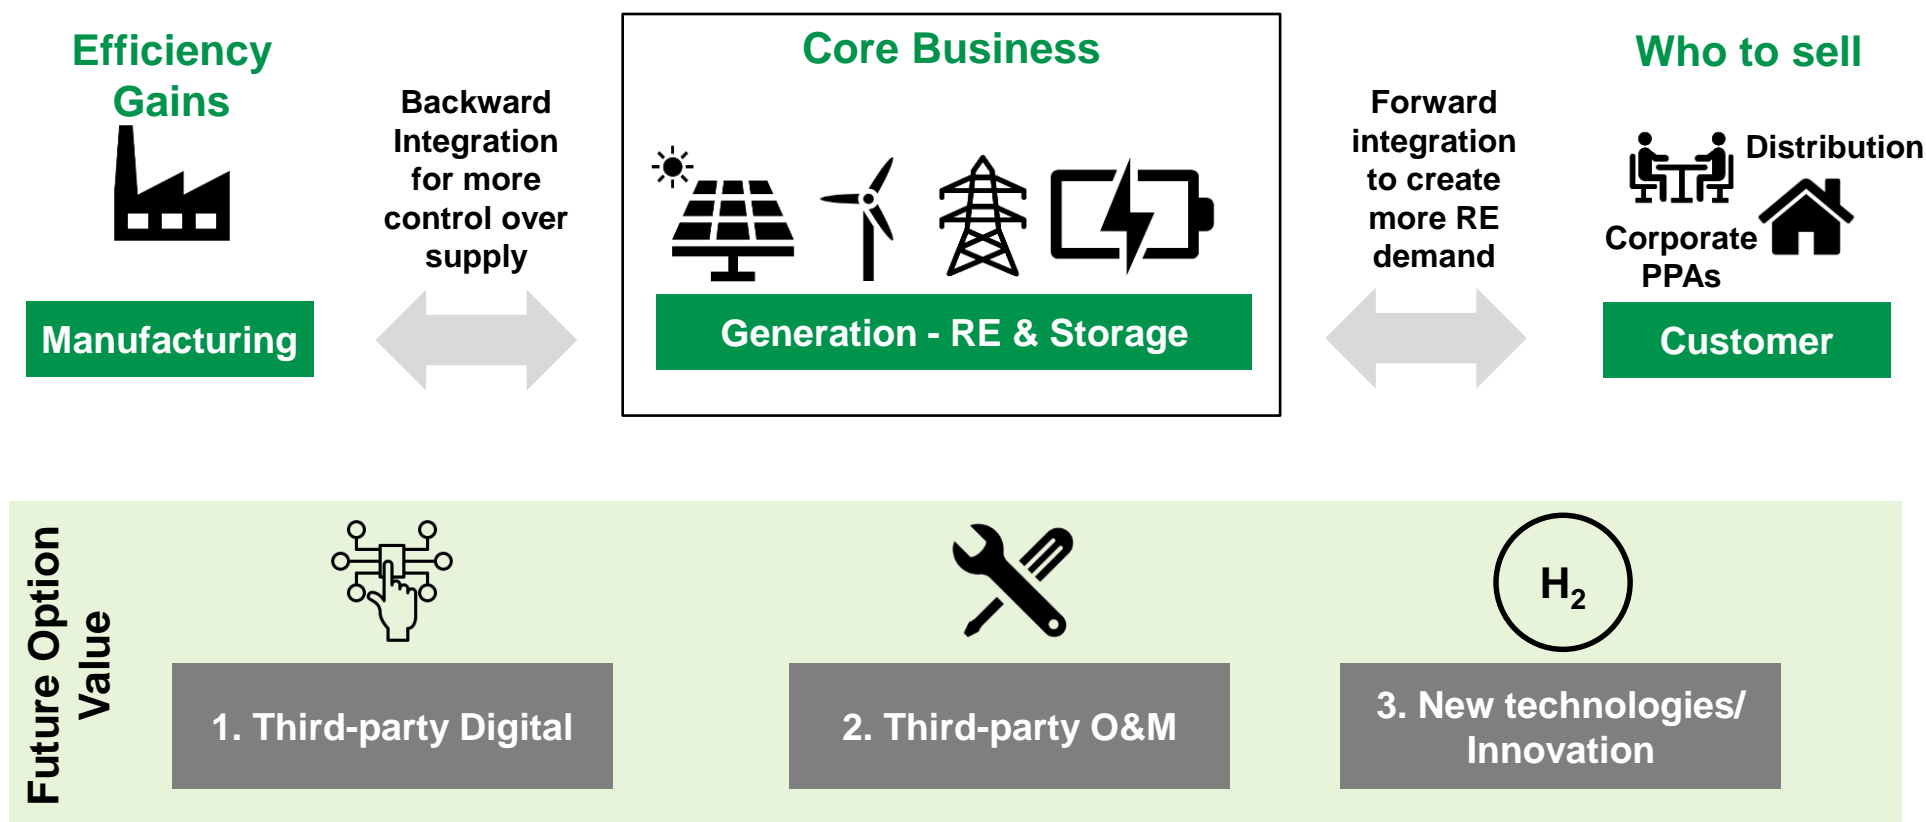 Efficiency
Gains
Manufacturing
Backward
Integration
for more
control over
supply
Core Business
Generation - RE & Storage
Forward
integration
to create
more RE
demand
Who to sell
Distribution
Corporate
PPAs
Customer
Future Option
Value
1. Third-party Digital
2. Third-party O&M
H₂
3. New technologies/
Innovation